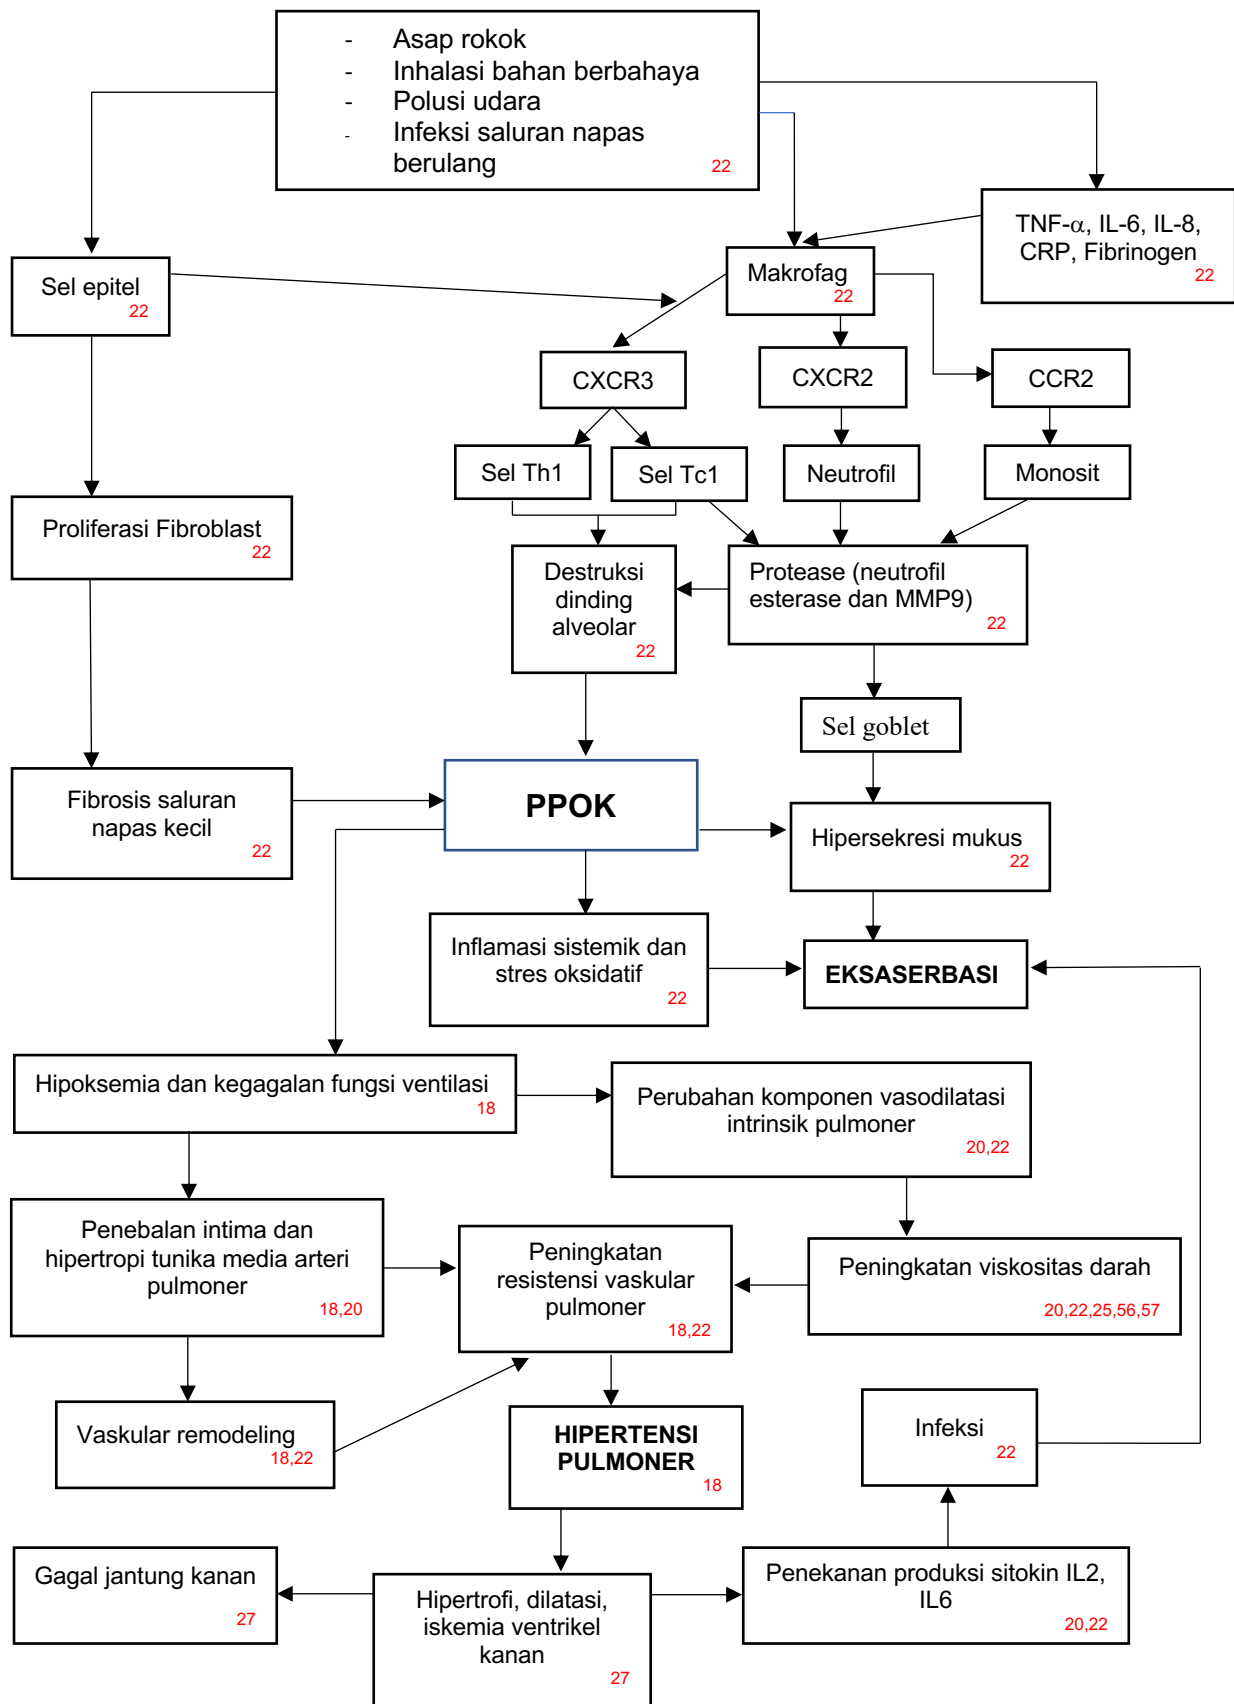 - Asap rokok
- Inhalasi bahan berbahaya
- Polusi udara
- Infeksi saluran napas
berulang
22
TNF-α, IL-6, IL-8,
CRP, Fibrinogen
22
Sel epitel
22
Makrofag
22
CXCR3
CXCR2
CCR2
Sel Th1
Sel Tc1
Neutrofil
Monosit
Proliferasi Fibroblast
22
Destruksi
dinding
alveolar
22
Protease (neutrofil
esterase dan MMP9)
22
Sel goblet
Fibrosis saluran
napas kecil
22
PPOK
Hipersekresi mukus
22
Inflamasi sistemik dan
stres oksidatif
22
EKSASERBASI
Hipoksemia dan kegagalan fungsi ventilasi
18
Perubahan komponen vasodilatasi
intrinsik pulmoner
20,22
Penebalan intima dan
hipertropi tunika media arteri
pulmoner
18,20
Peningkatan
resistensi vaskular
pulmoner
18,22
Peningkatan viskositas darah
20,22,25,56,57
Vaskular remodeling
18,22
HIPERTENSI
PULMONER
18
Infeksi
22
Gagal jantung kanan
27
Hipertrofi, dilatasi,
iskemia ventrikel
kanan
27
Penekanan produksi sitokin IL2,
IL6
20,22